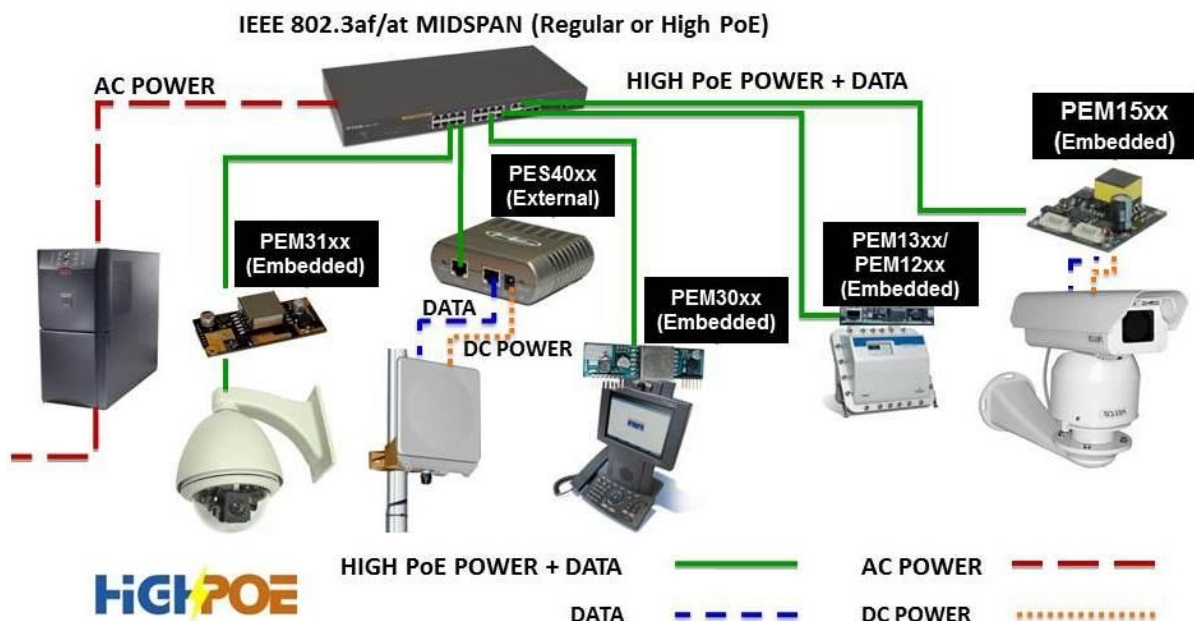 IEEE 802.3af/at MIDSPAN (Regular or High PoE)
AC POWER
HIGH PoE POWER + DATA
PEM15xx
(Embedded)
PES40xx
(External)
PEM31xx
(Embedded)
PEM13xx/
PEM12xx
(Embedded)
PEM30xx
(Embedded)
DATA
DC POWER
HIGH PoE POWER + DATA
AC POWER
HIGHPOE
DATA
DC POWER